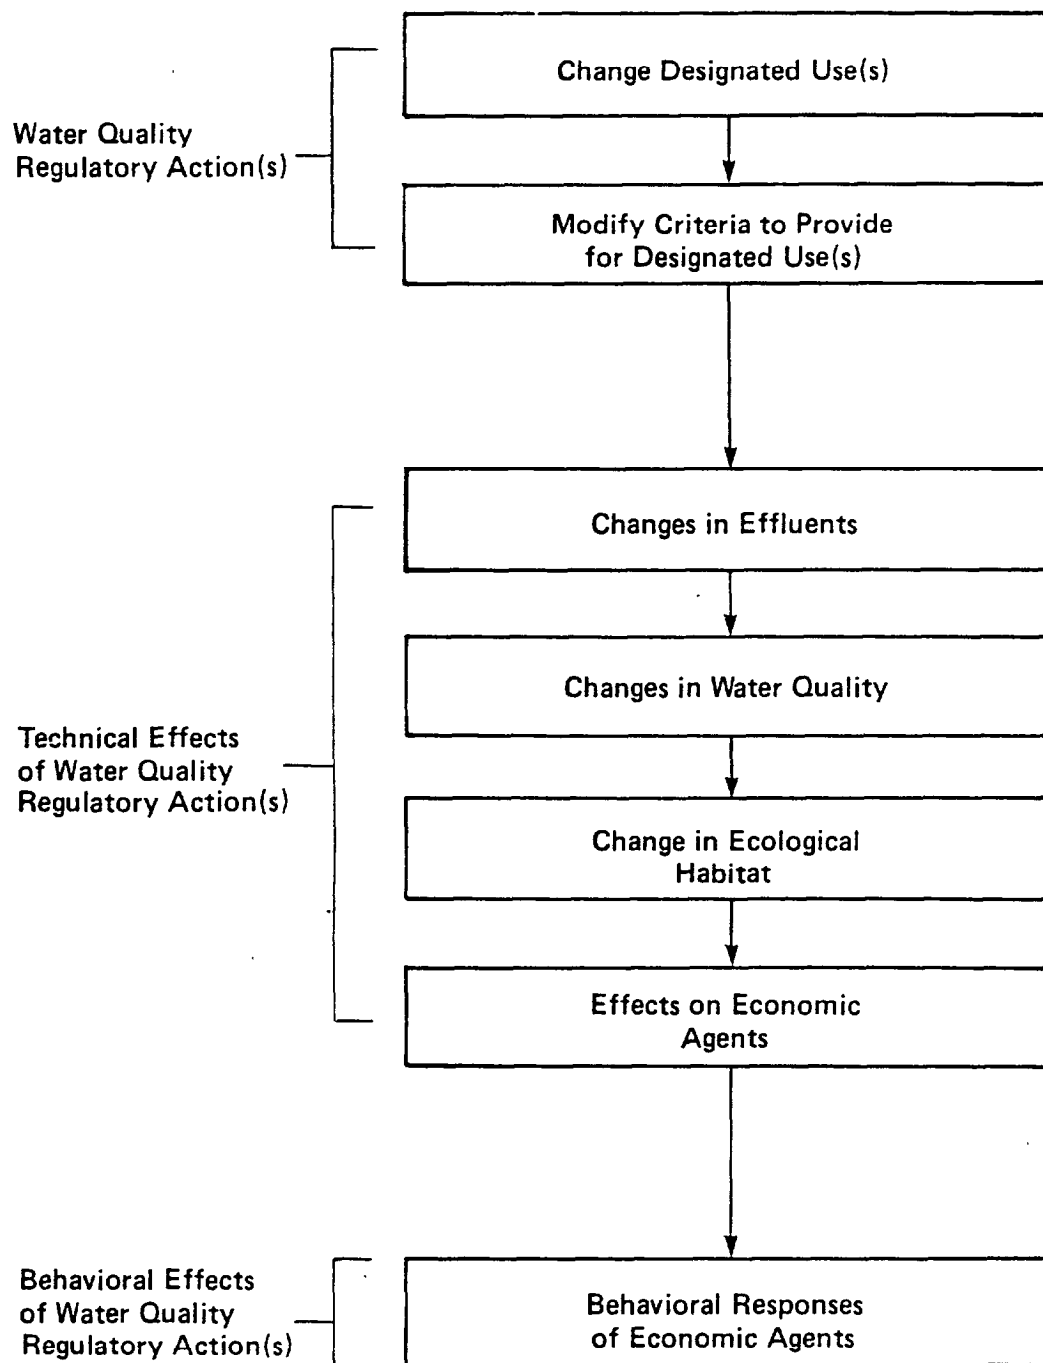 Change Designated Use(s)
Water Quality
Regulatory Action(s)
Modify Criteria to Provide
for Designated Use(s)
Changes in Effluents
Changes in Water Quality
Technical Effects
of Water Quality
Regulatory Action(s)
Change in Ecological
Habitat
Effects on Economic
Agents
Behavioral Effects
of Water Quality
Regulatory Action(s)
Behavioral Responses
of Economic Agents